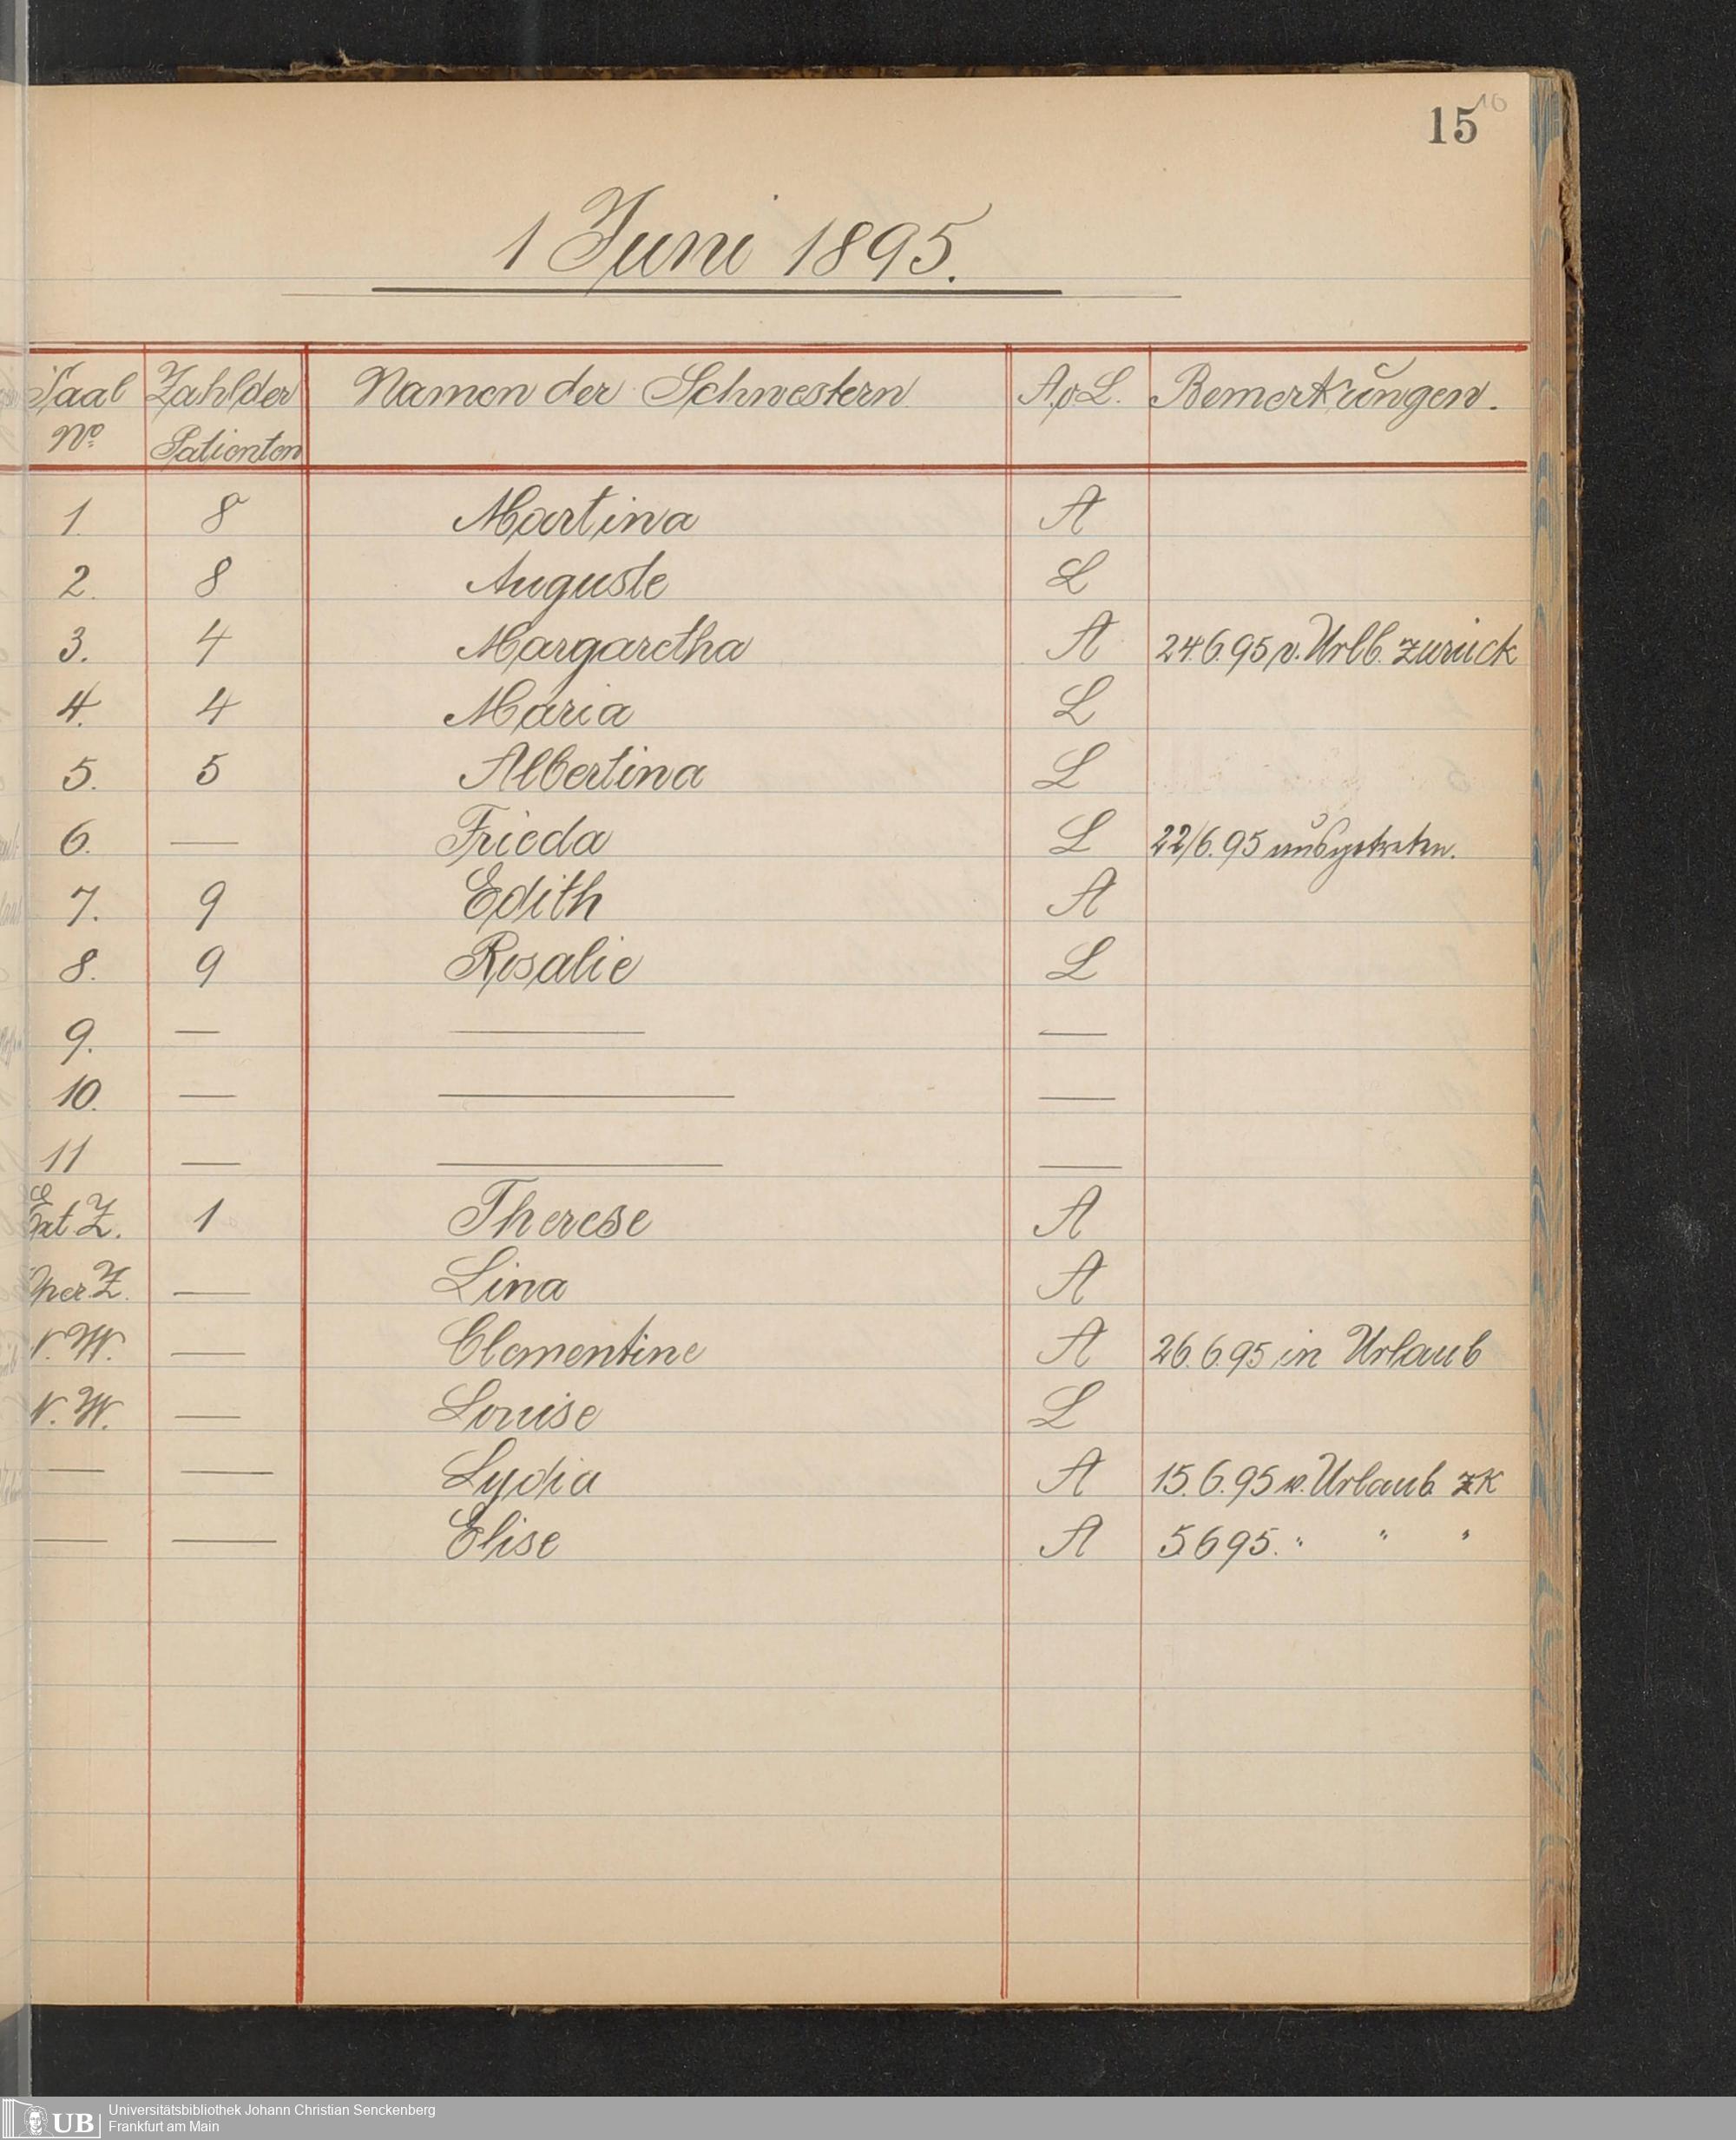 15
10
1 Juni 1895.
Saal Zahl der Namen der Schwestern A o L. Bemerkungen.
No Patienten
1. 8 Martina A
2. 8 Auguste L
3. 4 Margaretha A 24.6.95 v. Urlb. zurück
4. 4 Maria L
5. 5 Albertina L
6. — Frieda L 22/6.95 ausgetreten.
7. 9 Edith A
8. 9 Rosalie L
9. — — —
10. — — —
11 — — —
Z. 1 Therese A
Oper. Z. — Lina A
N. W. — Clementine A 26.6.95 in Urlaub
N. W. — Louise L
— — Lydia A 15.6.95 v. Urlaub zk
— — Elise A 5.6.95. " " "
UB Universitätsbibliothek Johann Christian Senckenberg
Frankfurt am Main